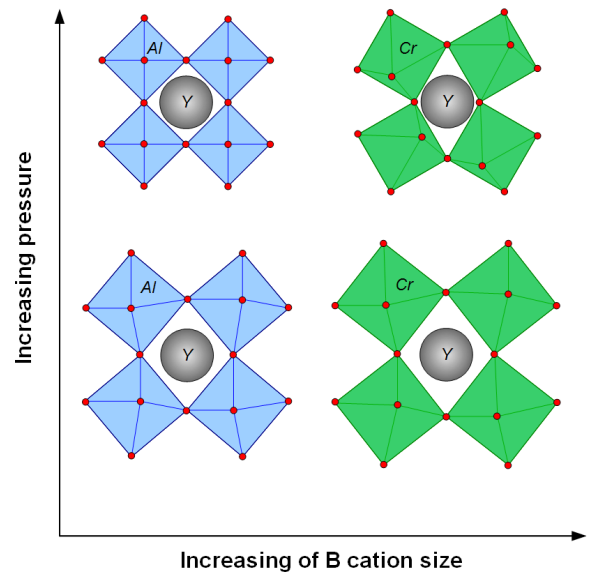 Al
Cr
Y
Y
Increasing pressure
Al
Cr
Y
Y
Increasing of B cation size